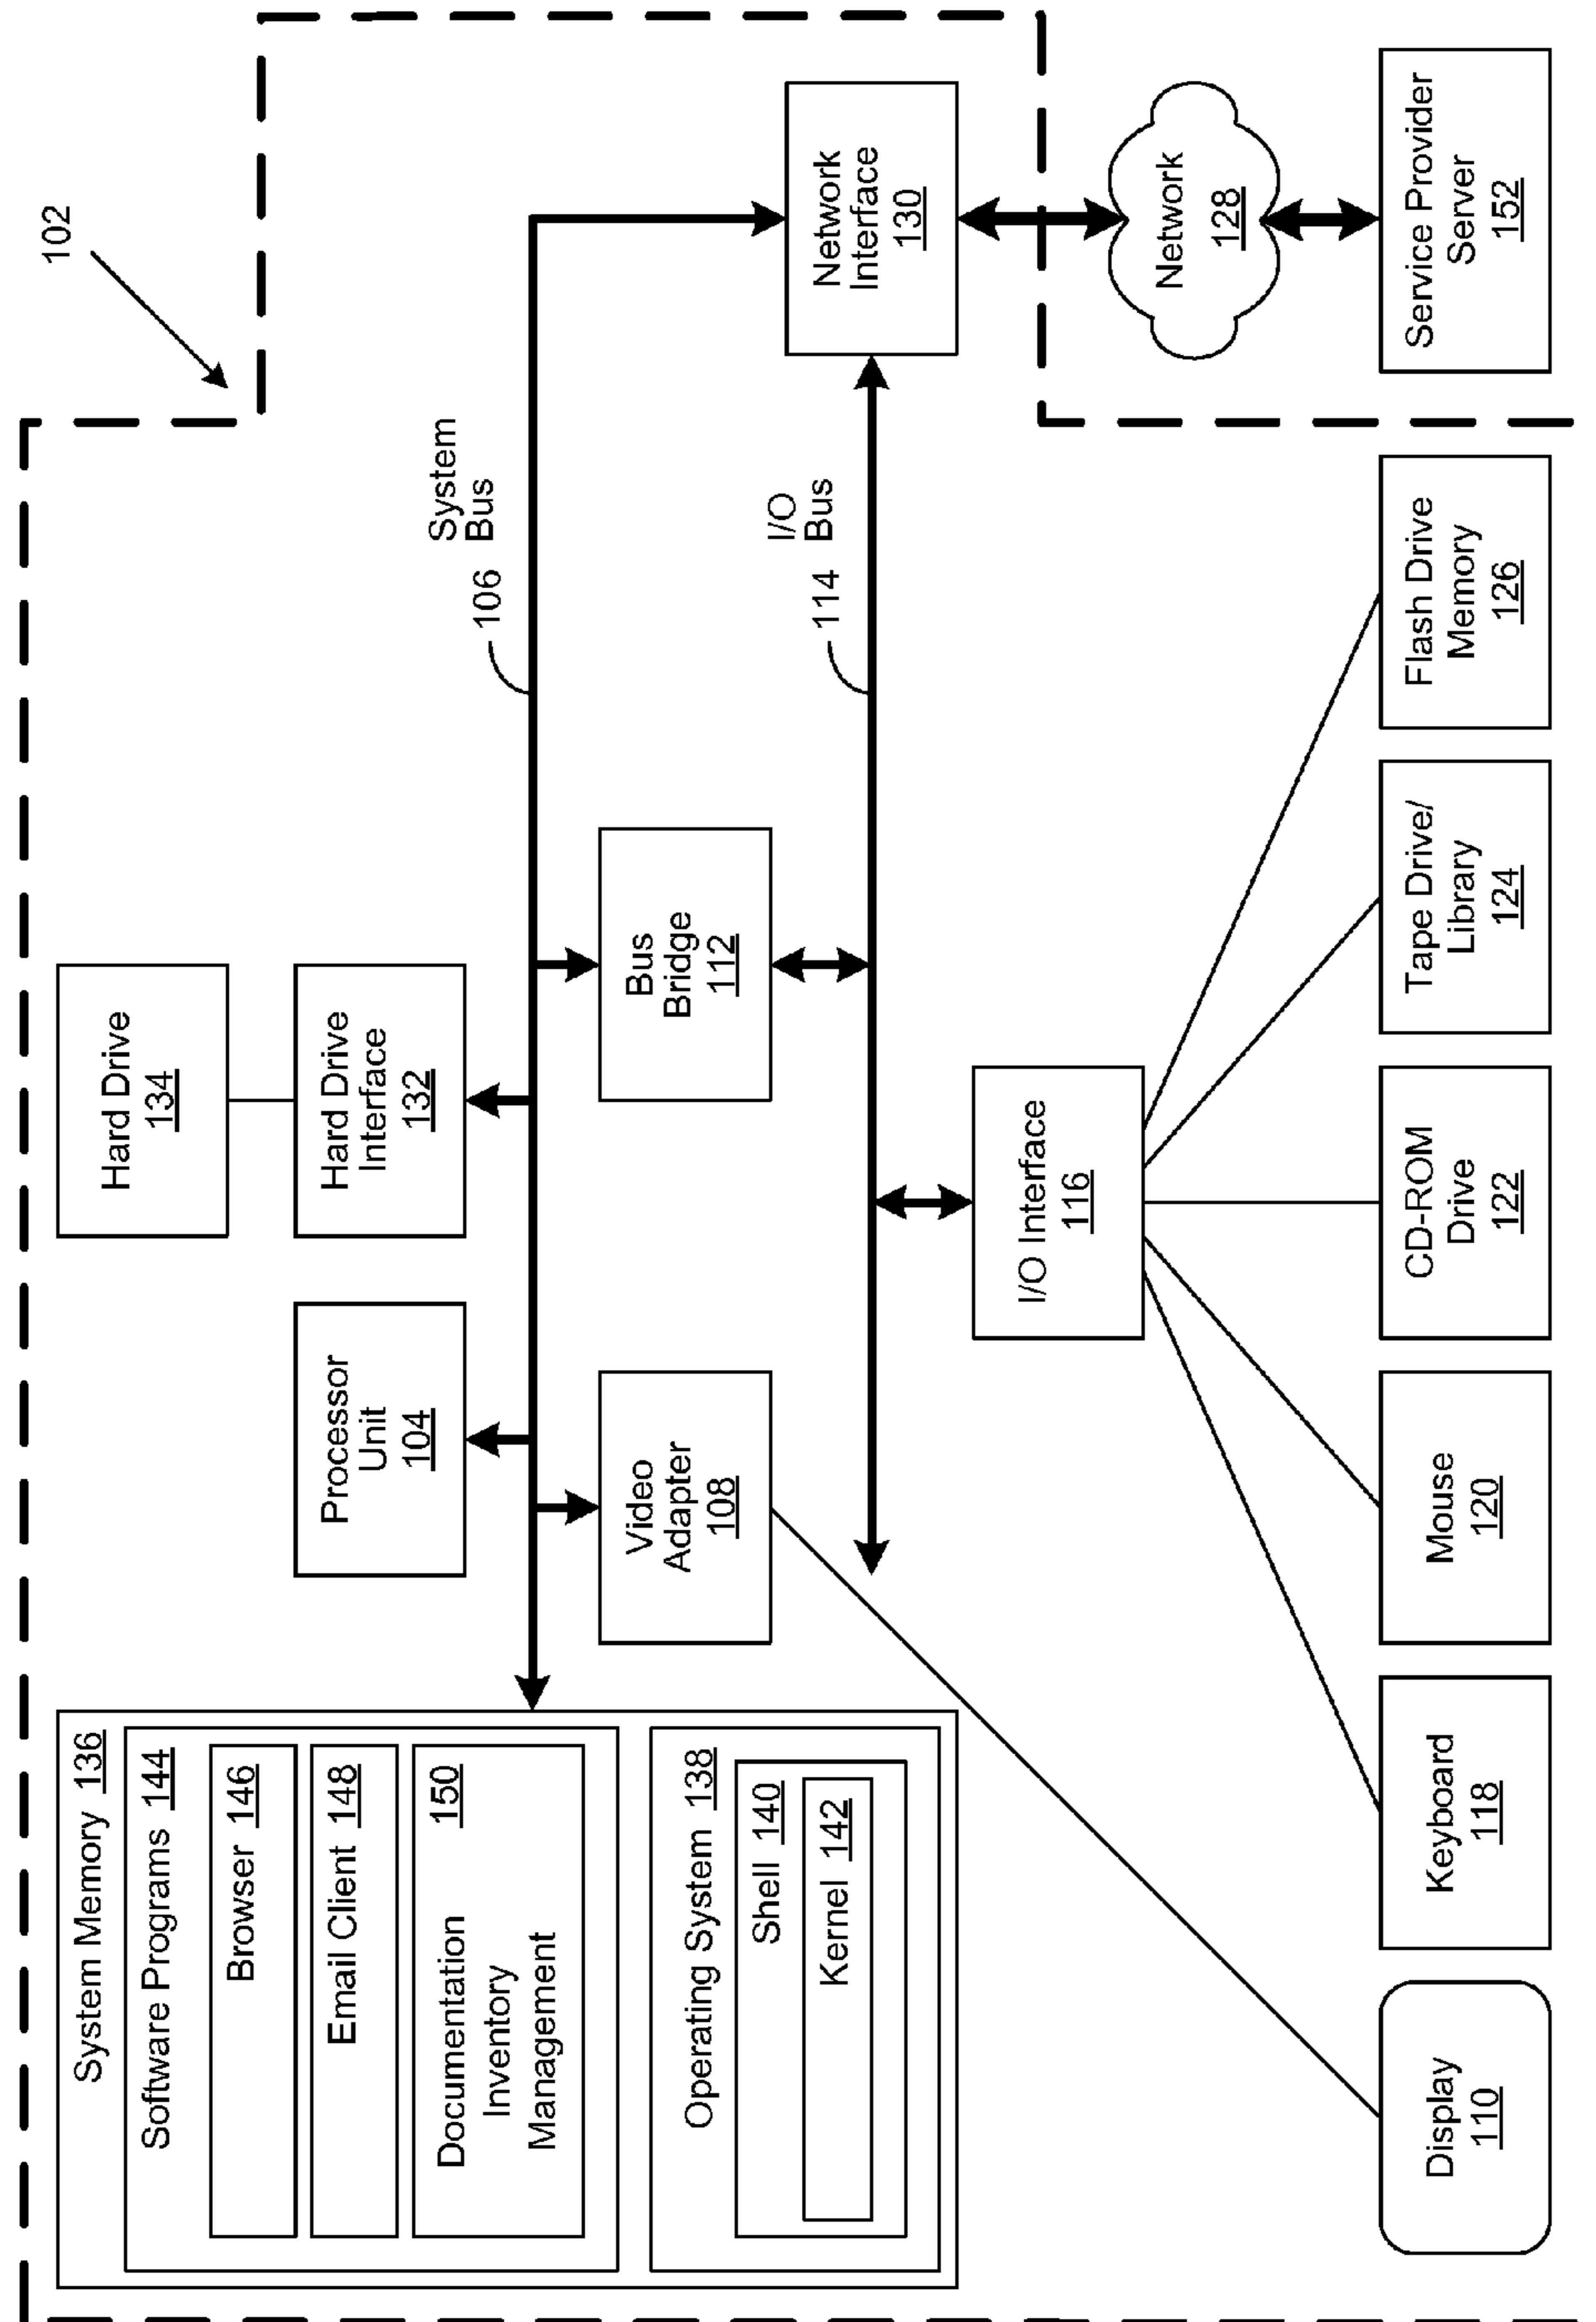 102
System Memory 136
Software Programs 144
Browser 146
Email Client 148
Documentation 150
Inventory
Management
Operating System 138
Shell 140
Kernel 142
Hard Drive
134
Processor
Unit
104
Hard Drive
Interface
132
System
Bus
106
Video
Adapter
108
Bus
Bridge
112
I/O
Bus
114
Network
Interface
130
I/O Interface
116
Network
128
Display
110
Keyboard
118
Mouse
120
CD-ROM
Drive
122
Tape Drive/
Library
124
Flash Drive
Memory
126
Service Provider
Server
152